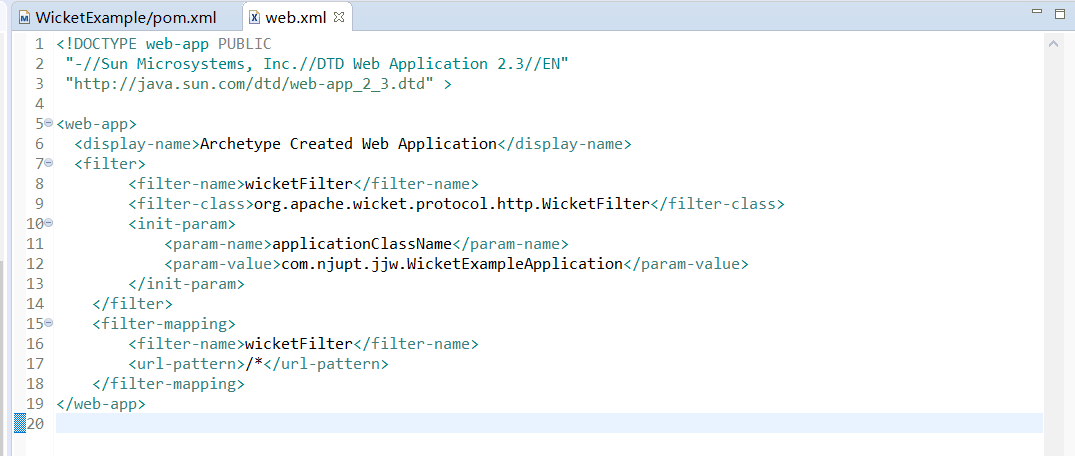 WicketExample/pom.xml web.xml
1 <!DOCTYPE web-app PUBLIC
2 "-//Sun Microsystems, Inc.//DTD Web Application 2.3//EN"
3 "http://java.sun.com/dtd/web-app_2_3.dtd" >
4
5 <web-app>
6 <display-name>Archetype Created Web Application</display-name>
7 <filter>
8 <filter-name>wicketFilter</filter-name>
9 <filter-class>org.apache.wicket.protocol.http.WicketFilter</filter-class>
10 <init-param>
11 <param-name>applicationClassName</param-name>
12 <param-value>com.njupt.jjw.WicketExampleApplication</param-value>
13 </init-param>
14 </filter>
15 <filter-mapping>
16 <filter-name>wicketFilter</filter-name>
17 <url-pattern>/*</url-pattern>
18 </filter-mapping>
19 </web-app>
20